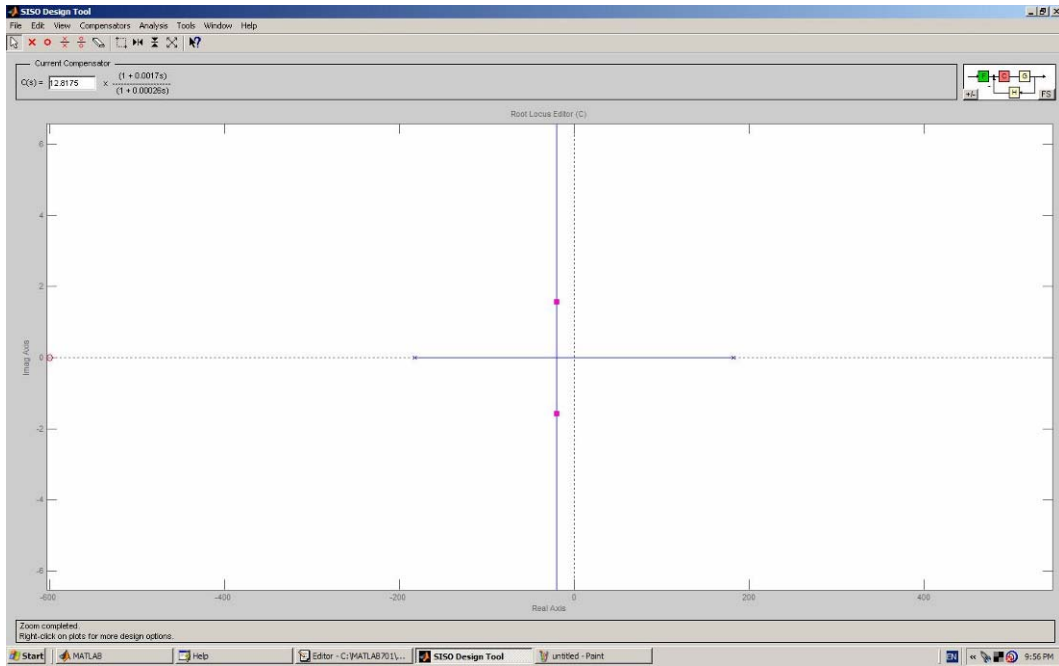 SISO Design Tool
File Edit View Compensators Analysis Tools Window Help
Current Compensator
C(s) = 12.8175 x (1 + 0.0017s)
(1 + 0.00026s)
F C G
H
+/- FS
Root Locus Editor (C)
6
4
2
0
-2
-4
-6
Imag Axis
-600 -400 -200 0 200 400
Real Axis
Zoom completed.
Right-click on plots for more design options.
Start MATLAB Help Editor - C:\MATLAB701\... SISO Design Tool untitled - Paint EN « 9:56 PM